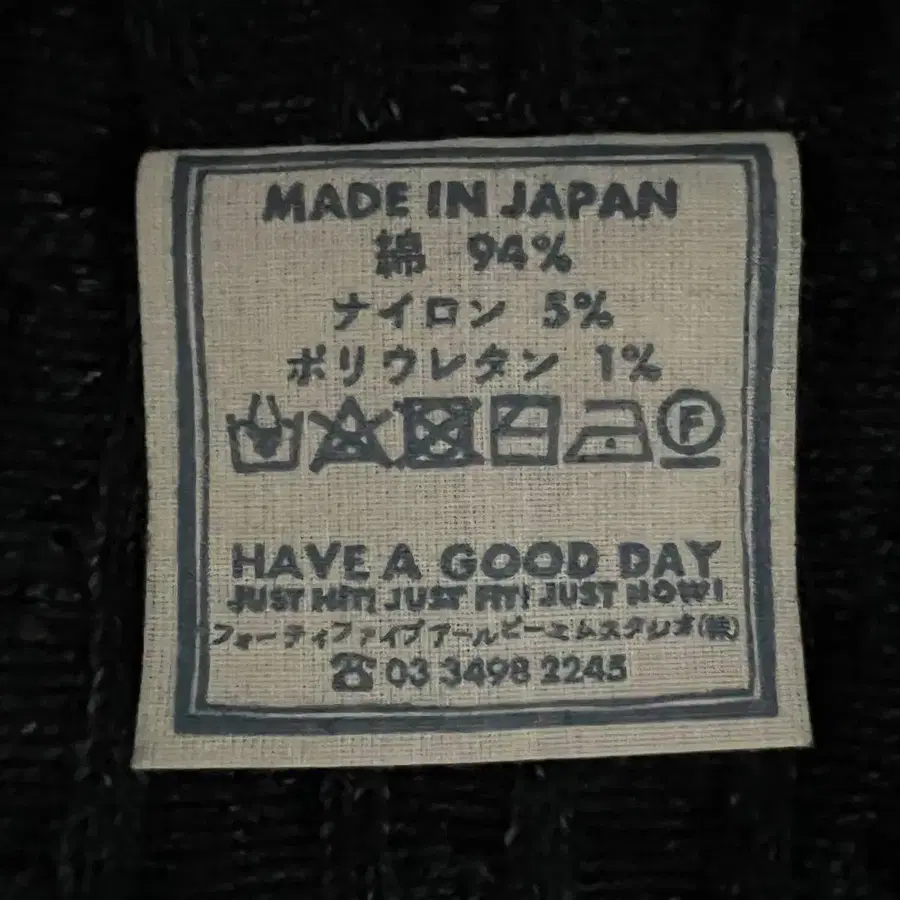 MADE IN JAPAN
綿 94%
ナイロン 5%
ポリウレタン 1%
F
HAVE A GOOD DAY
JUST HIT! JUST FIT! JUST NOW!
フォーティファイブアールピーエムスタジオ(株)
☎ 03 3498 2245